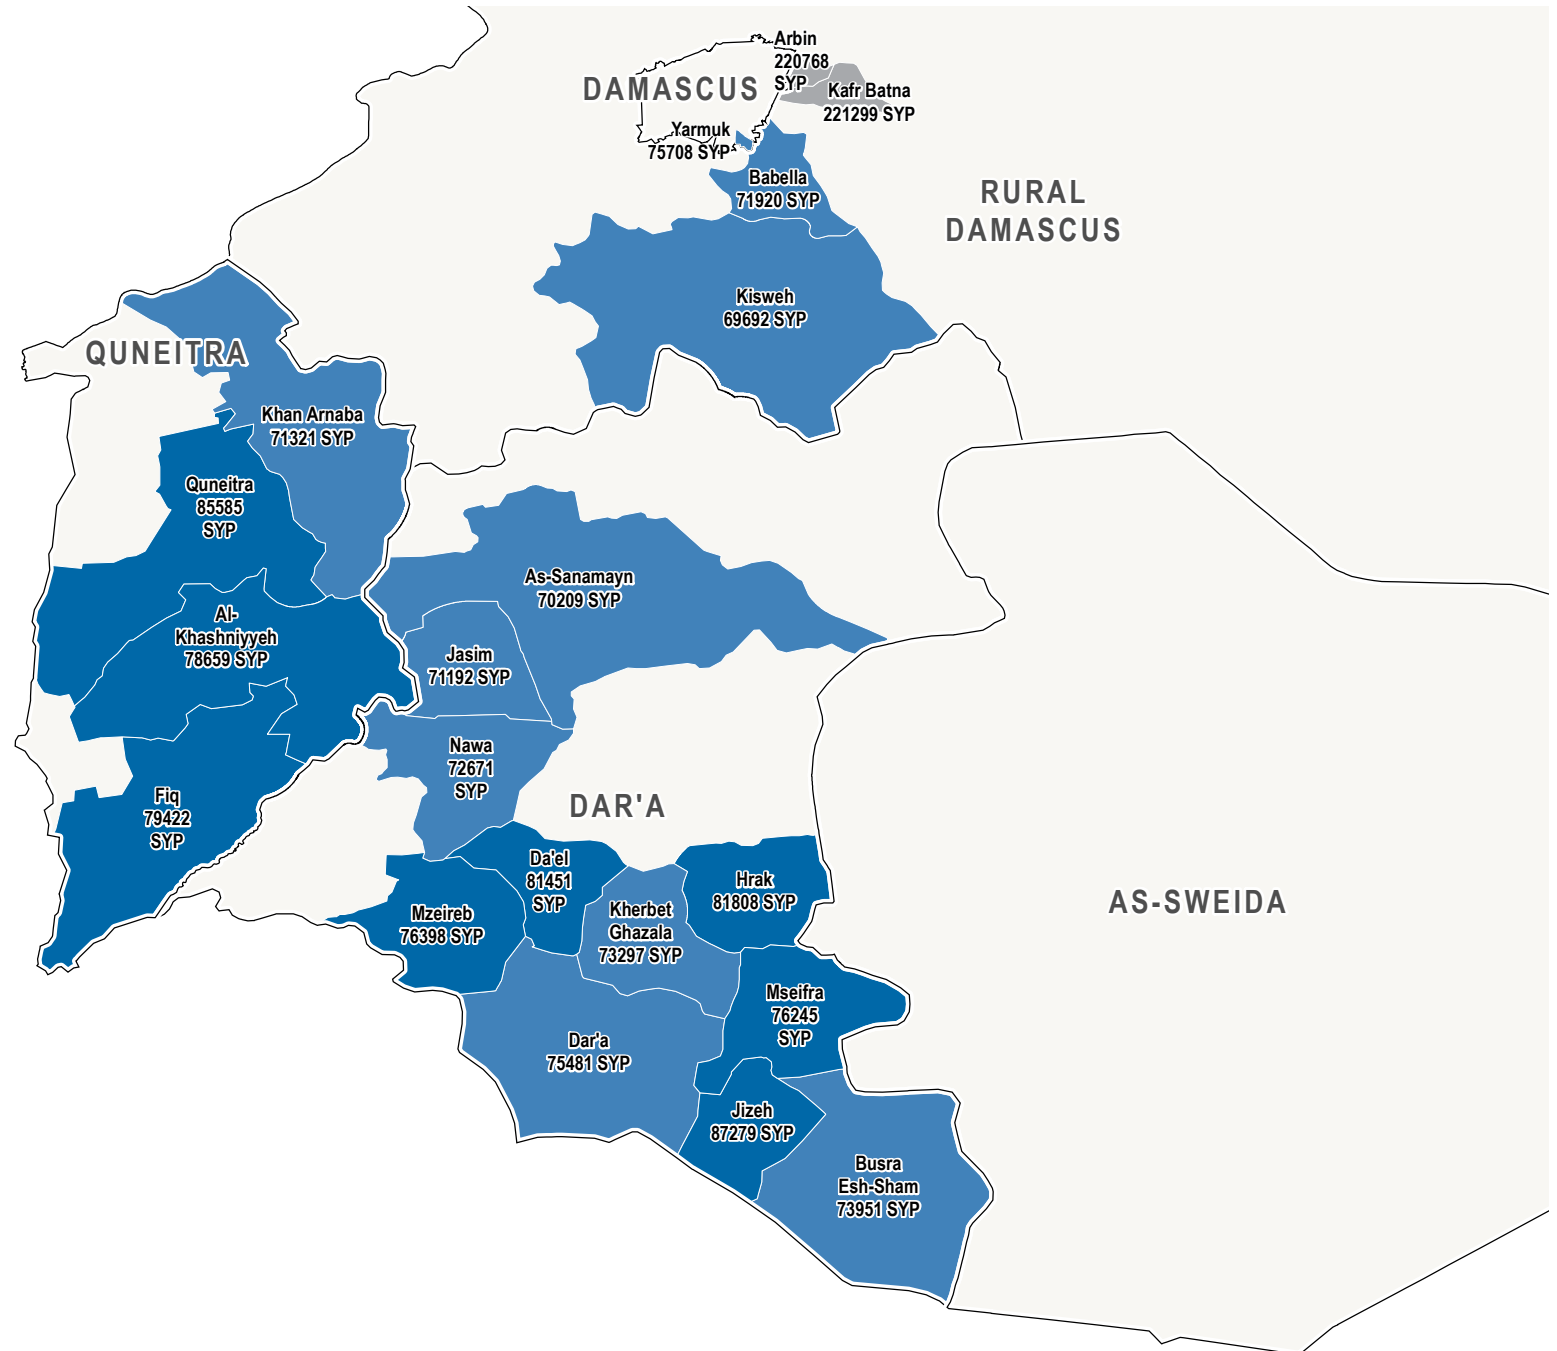 Arbin
220768
SYP
DAMASCUS
Kafr Batna
221299 SYP
Yarmuk
75708 SYP
Babella
71920 SYP
RURAL
DAMASCUS
Kisweh
69692 SYP
QUNEITRA
Khan Arnaba
71321 SYP
Quneitra
85585
SYP
As-Sanamayn
70209 SYP
Al-
Khashniyyeh
78659 SYP
Jasim
71192 SYP
Nawa
72671
SYP
Fiq
79422
SYP
DAR'A
Da'el
81451
SYP
Hrak
81808 SYP
AS-SWEIDA
Mzeireb
76398 SYP
Kherbet
Ghazala
73297 SYP
Mseifra
76245
SYP
Dar'a
75481 SYP
Jizeh
87279 SYP
Busra
Esh-Sham
73951 SYP